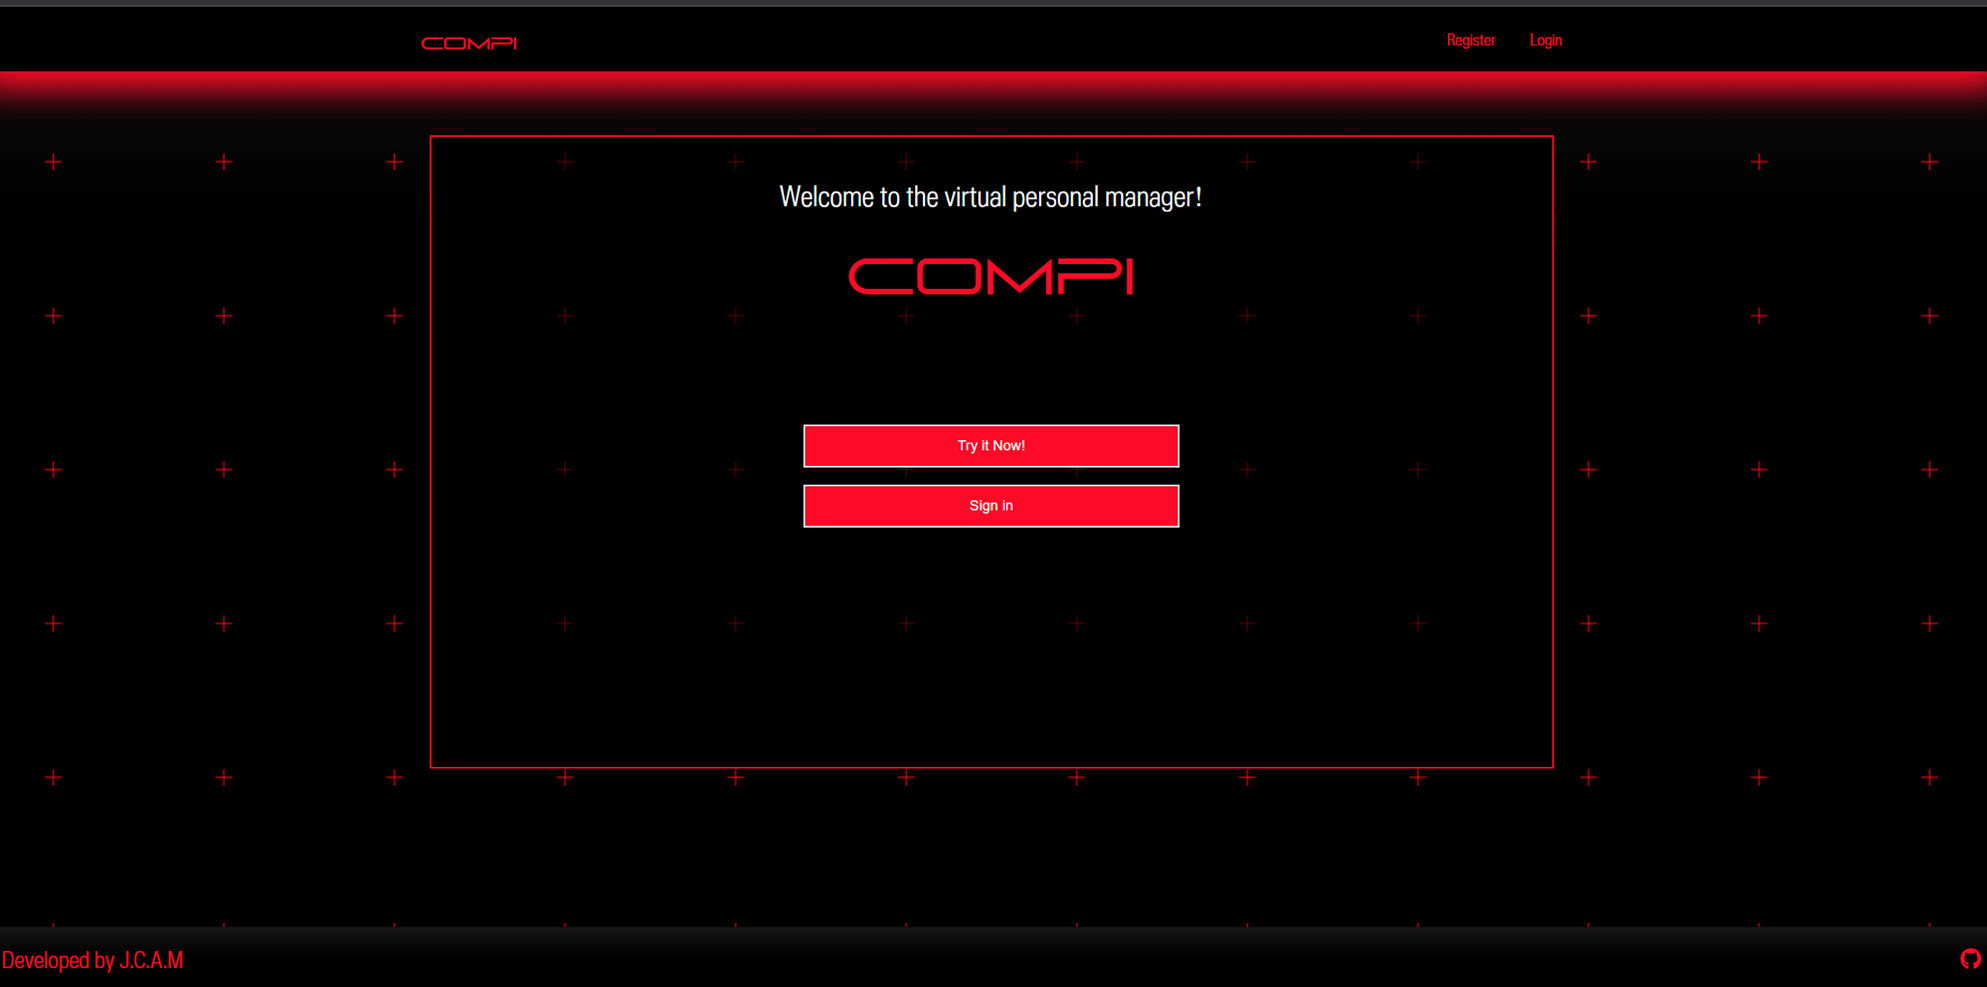 COMPI
Register
Login
Welcome to the virtual personal manager!
COMPI
Try it Now!
Sign in
Developed by J.C.A.M